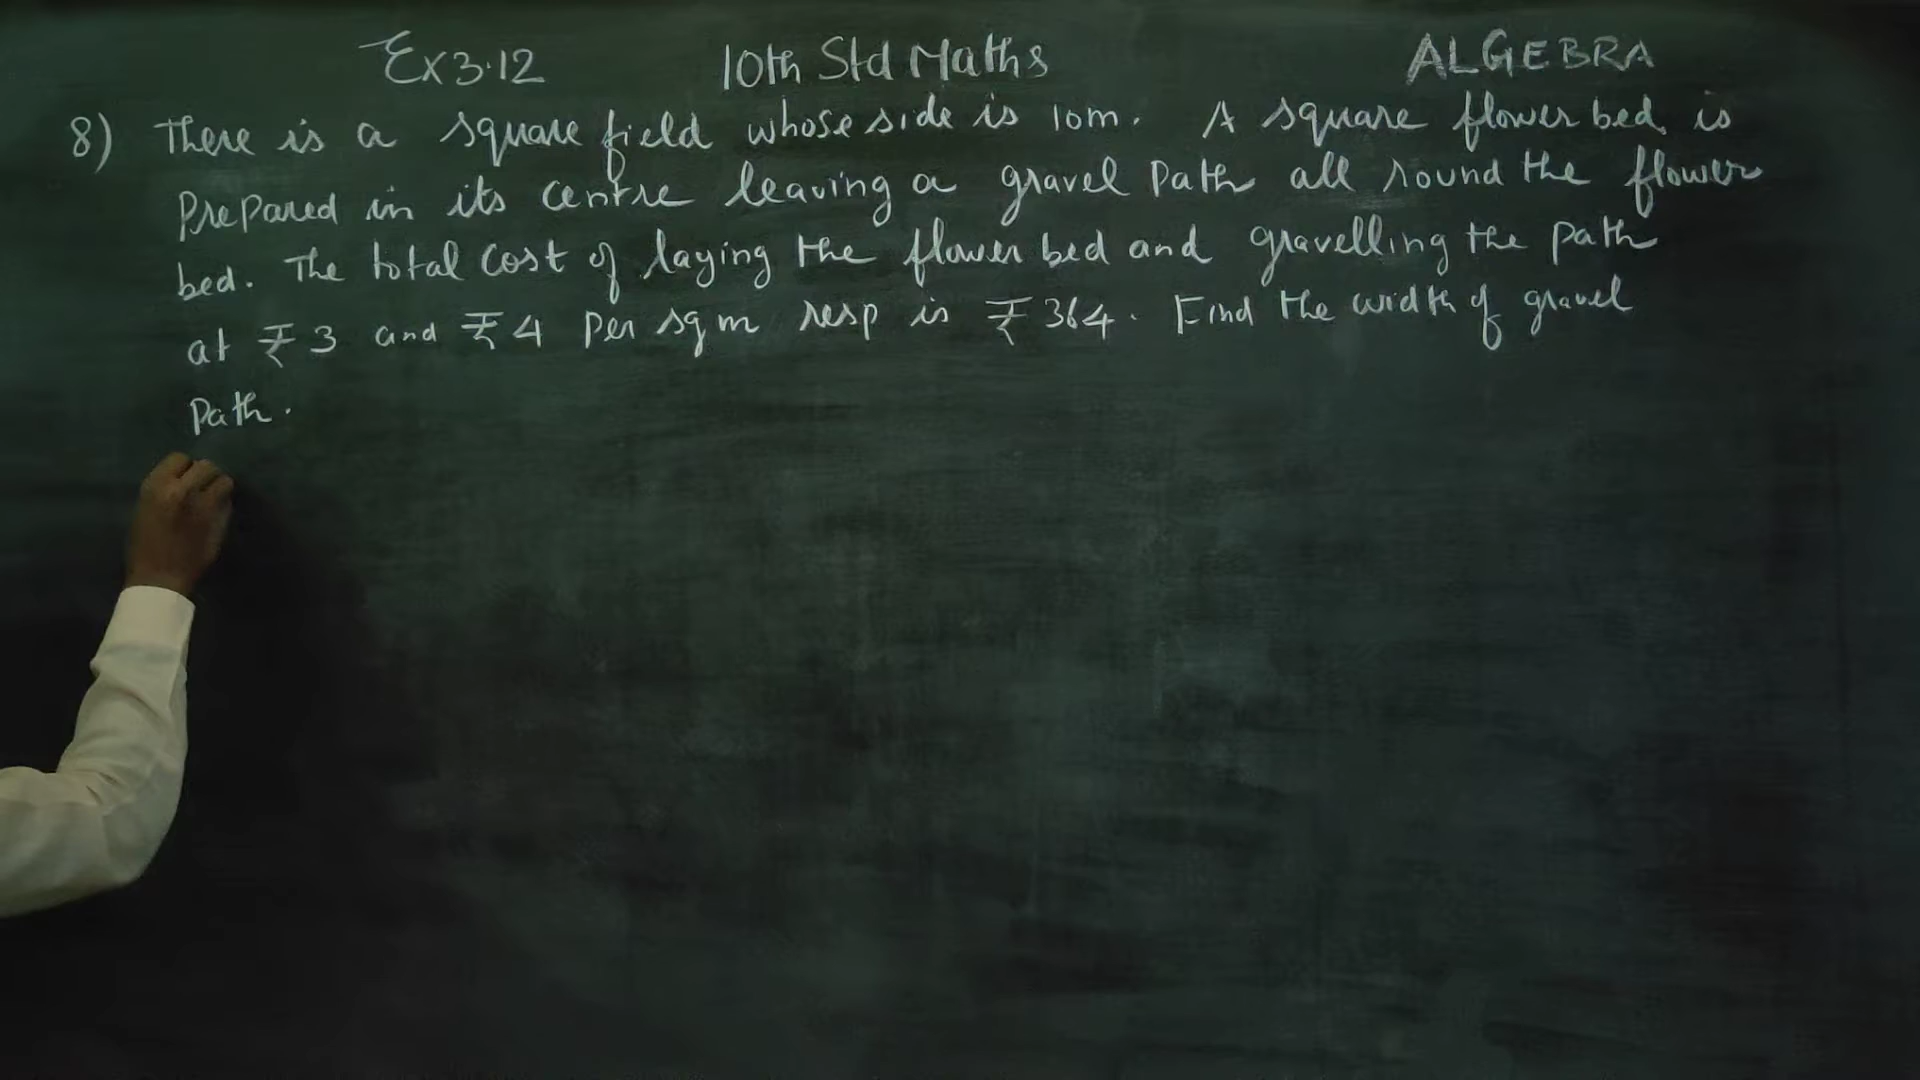 Ex 3.12 10th Std Maths ALGEBRA
8) There is a square field whose side is 10m. A square flower bed is
Prepared in its centre leaving a gravel Path all round the flower
bed. The total cost of laying the flower bed and gravelling the path
at ₹3 and ₹4 per sq m resp is ₹364. Find the width of gravel
Path.